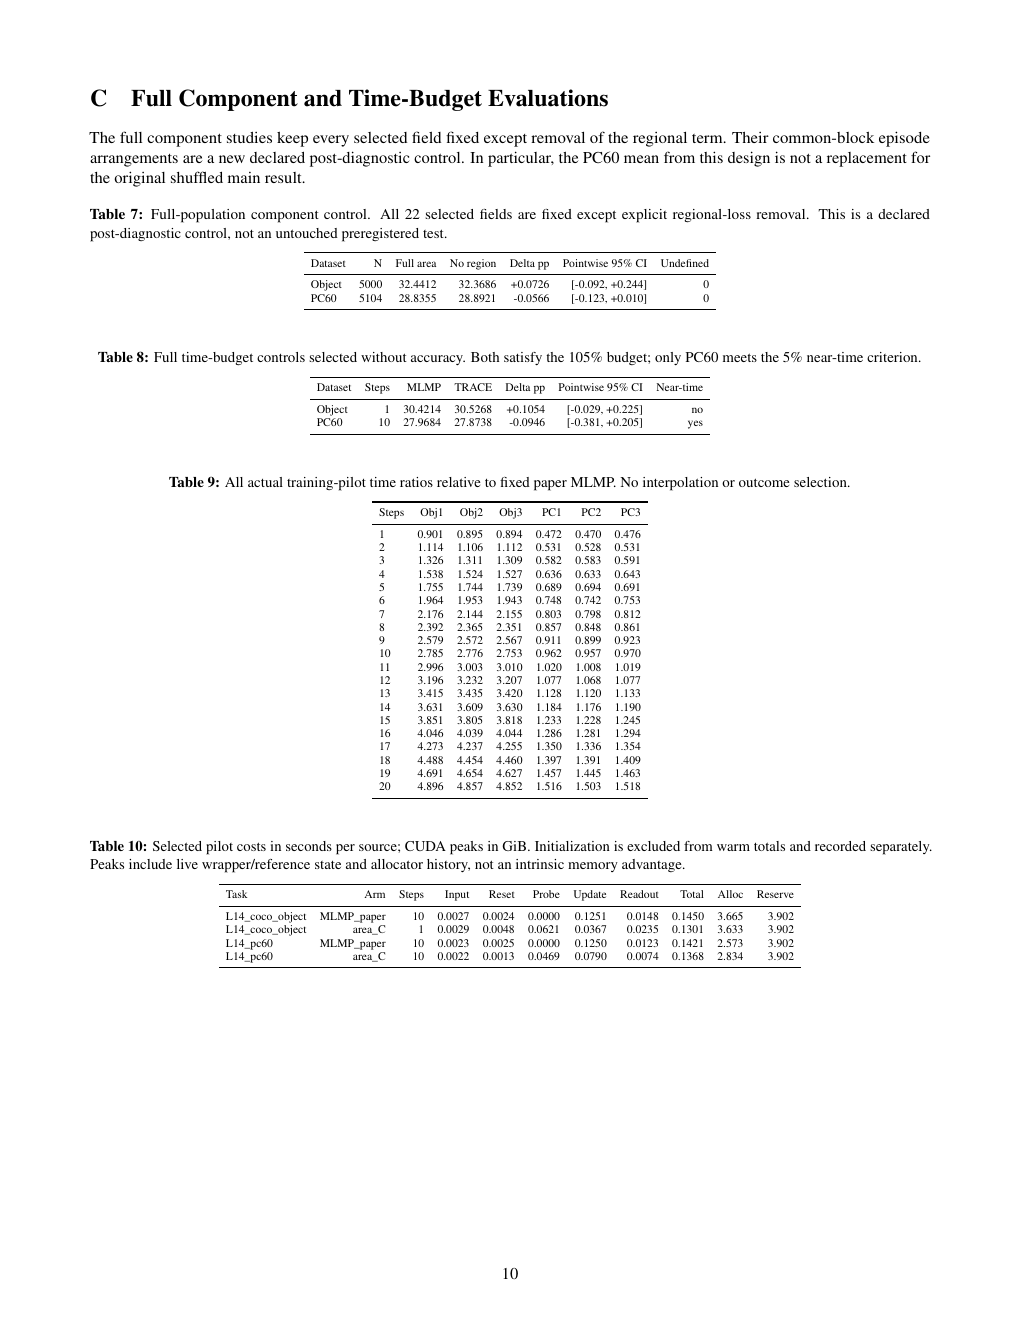 C Full Component and Time-Budget Evaluations
The full component studies keep every selected field fixed except removal of the regional term. Their common-block episode
arrangements are a new declared post-diagnostic control. In particular, the PC60 mean from this design is not a replacement for
the original shuffled main result.
Table 7: Full-population component control. All 22 selected fields are fixed except explicit regional-loss removal. This is a declared
post-diagnostic control, not an untouched preregistered test.
Dataset N Full area No region Delta pp Pointwise 95% CI Undefined
Object 5000 32.4412 32.3686 +0.0726 [-0.092, +0.244] 0
PC60 5104 28.8355 28.8921 -0.0566 [-0.123, +0.010] 0
Table 8: Full time-budget controls selected without accuracy. Both satisfy the 105% budget; only PC60 meets the 5% near-time criterion.
Dataset Steps MLMP TRACE Delta pp Pointwise 95% CI Near-time
Object 1 30.4214 30.5268 +0.1054 [-0.029, +0.225] no
PC60 10 27.9684 27.8738 -0.0946 [-0.381, +0.205] yes
Table 9: All actual training-pilot time ratios relative to fixed paper MLMP. No interpolation or outcome selection.
Steps Obj1 Obj2 Obj3 PC1 PC2 PC3
1 0.901 0.895 0.894 0.472 0.470 0.476
2 1.114 1.106 1.112 0.531 0.528 0.531
3 1.326 1.311 1.309 0.582 0.583 0.591
4 1.538 1.524 1.527 0.636 0.633 0.643
5 1.755 1.744 1.739 0.689 0.694 0.691
6 1.964 1.953 1.943 0.748 0.742 0.753
7 2.176 2.144 2.155 0.803 0.798 0.812
8 2.392 2.365 2.351 0.857 0.848 0.861
9 2.579 2.572 2.567 0.911 0.899 0.923
10 2.785 2.776 2.753 0.962 0.957 0.970
11 2.996 3.003 3.010 1.020 1.008 1.019
12 3.196 3.232 3.207 1.077 1.068 1.077
13 3.415 3.435 3.420 1.128 1.120 1.133
14 3.631 3.609 3.630 1.184 1.176 1.190
15 3.851 3.805 3.818 1.233 1.228 1.245
16 4.046 4.039 4.044 1.286 1.281 1.294
17 4.273 4.237 4.255 1.350 1.336 1.354
18 4.488 4.454 4.460 1.397 1.391 1.409
19 4.691 4.654 4.627 1.457 1.445 1.463
20 4.896 4.857 4.852 1.516 1.503 1.518
Table 10: Selected pilot costs in seconds per source; CUDA peaks in GiB. Initialization is excluded from warm totals and recorded separately.
Peaks include live wrapper/reference state and allocator history, not an intrinsic memory advantage.
Task Arm Steps Input Reset Probe Update Readout Total Alloc Reserve
L14_coco_object MLMP_paper 10 0.0027 0.0024 0.0000 0.1251 0.0148 0.1450 3.665 3.902
L14_coco_object area_C 1 0.0029 0.0048 0.0621 0.0367 0.0235 0.1301 3.633 3.902
L14_pc60 MLMP_paper 10 0.0023 0.0025 0.0000 0.1250 0.0123 0.1421 2.573 3.902
L14_pc60 area_C 10 0.0022 0.0013 0.0469 0.0790 0.0074 0.1368 2.834 3.902
10